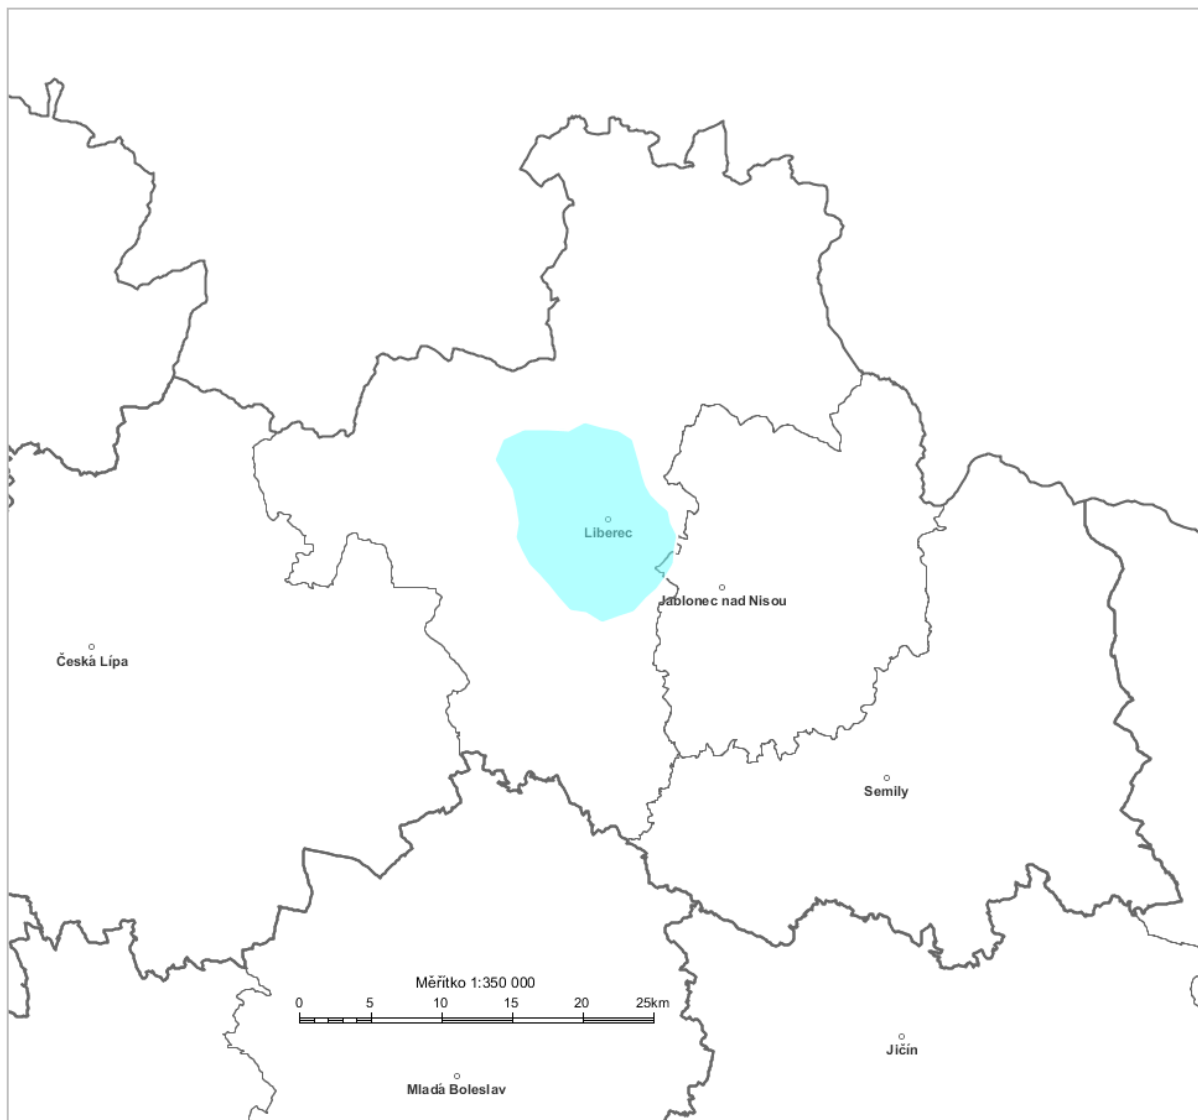 Liberec
Jablonec nad Nisou
Česká Lípa
Semily
Měřítko 1:350 000
0 5 10 15 20 25km
Jičín
Mladá Boleslav